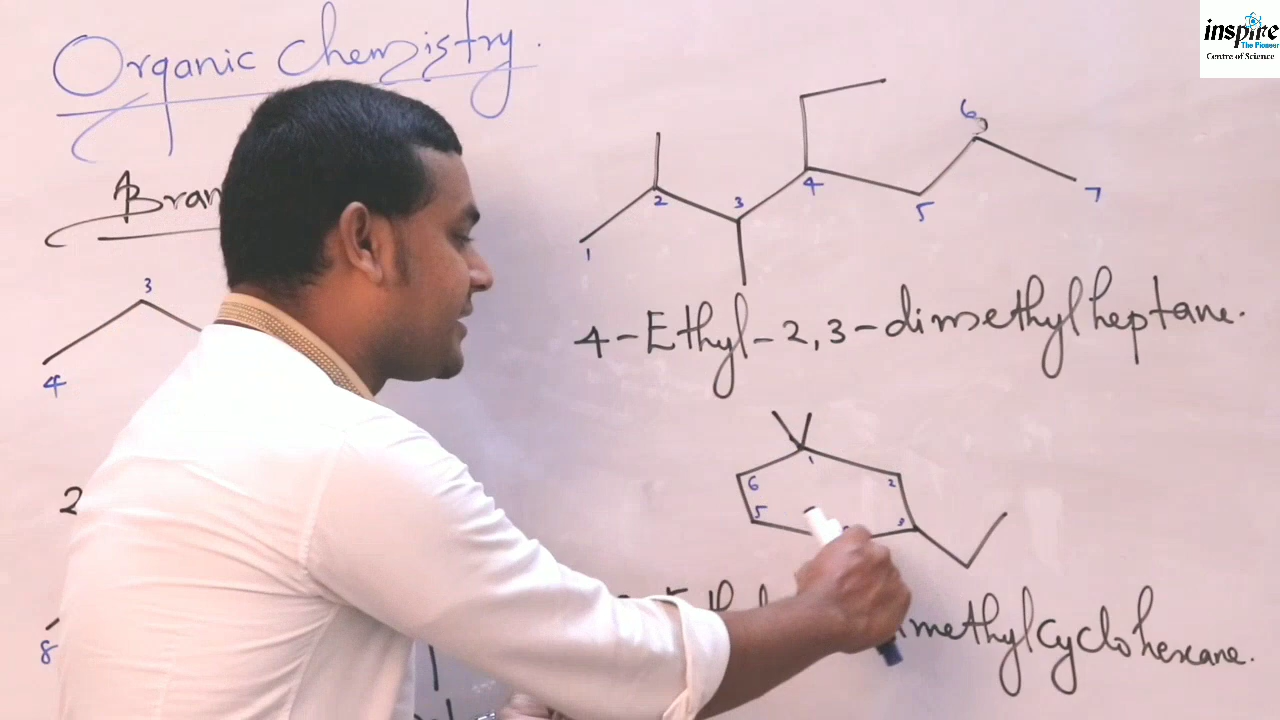 Organic Chemistry.
inspire
The Pioneer
Centre of Science
Bran
3
4
2
8
6
1 2 3 4 5 7
4-Ethyl-2,3-dimethylheptane.
1
6 2
5 3
methylcyclohexane.